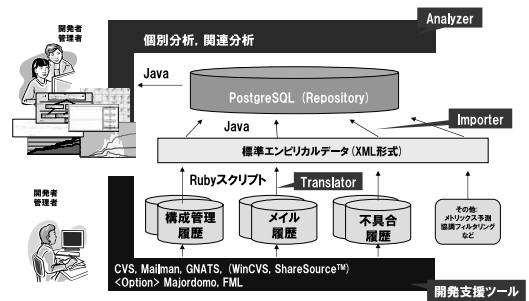 開発者
管理者
Analyzer
個別分析，関連分析
Java
PostgreSQL (Repository)
Java
Importer
標準エンピリカルデータ(XML形式)
Rubyスクリプト
Translator
開発者
管理者
構成管理
履歴
メイル
履歴
不具合
履歴
その他:
メトリックス予測
協調フィルタリング
など
CVS, Mailman, GNATS, (WinCVS, ShareSource™)
<Option> Majordomo, FML
開発支援ツール